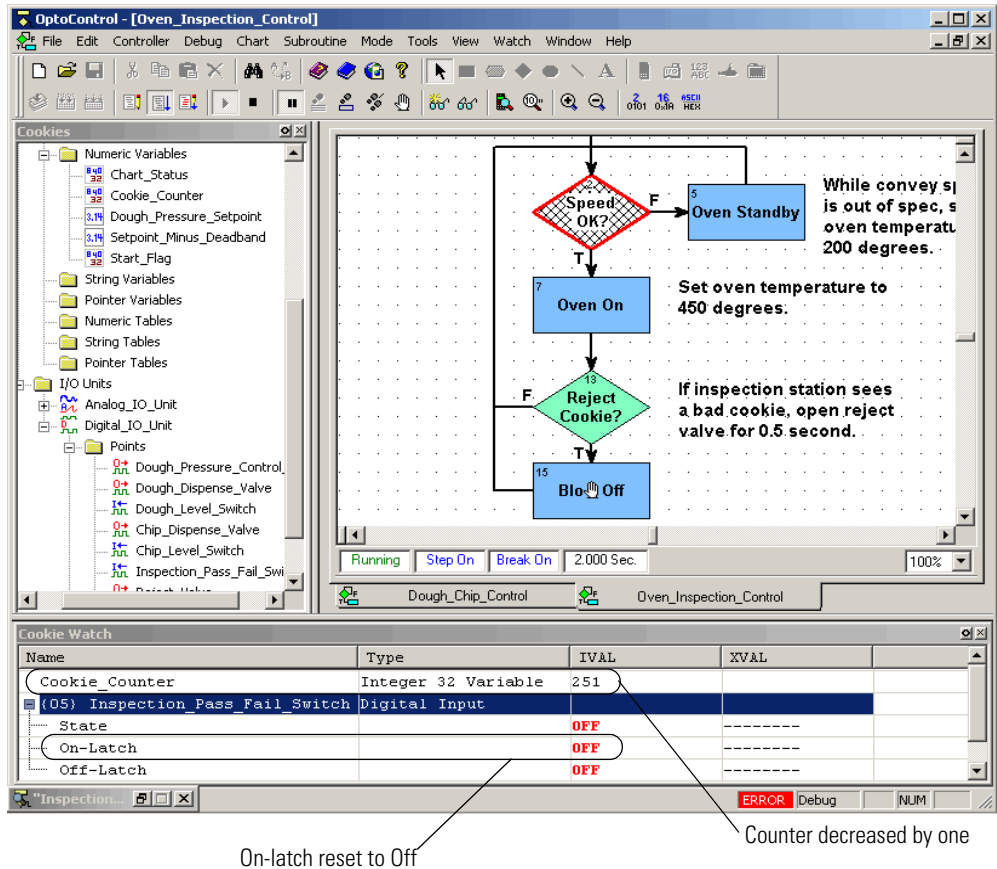 OptoControl - [Oven_Inspection_Control]
File Edit Controller Debug Chart Subroutine Mode Tools View Watch Window Help
Cookies
Numeric Variables
Chart_Status
Cookie_Counter
Dough_Pressure_Setpoint
Setpoint_Minus_Deadband
Start_Flag
String Variables
Pointer Variables
Numeric Tables
String Tables
Pointer Tables
I/O Units
Analog_IO_Unit
Digital_IO_Unit
Points
Dough_Pressure_Control_
Dough_Dispense_Valve
Dough_Level_Switch
Chip_Dispense_Valve
Chip_Level_Switch
Inspection_Pass_Fail_Swi
2
Speed
OK?
F
T
5
Oven Standby
While convey sp
is out of spec, s
oven temperatu
200 degrees.
7
Oven On
Set oven temperature to
450 degrees.
13
Reject
Cookie?
F
T
If inspection station sees
a bad cookie, open reject
valve for 0.5 second.
15
Blow Off
Running Step On Break On 2.000 Sec. 100%
Dough_Chip_Control Oven_Inspection_Control
Cookie Watch
Name Type IVAL XVAL
Cookie_Counter Integer 32 Variable 251
{05} Inspection_Pass_Fail_Switch Digital Input
State OFF --------
On-Latch OFF --------
Off-Latch OFF --------
"Inspection... ERROR Debug NUM
Counter decreased by one
On-latch reset to Off